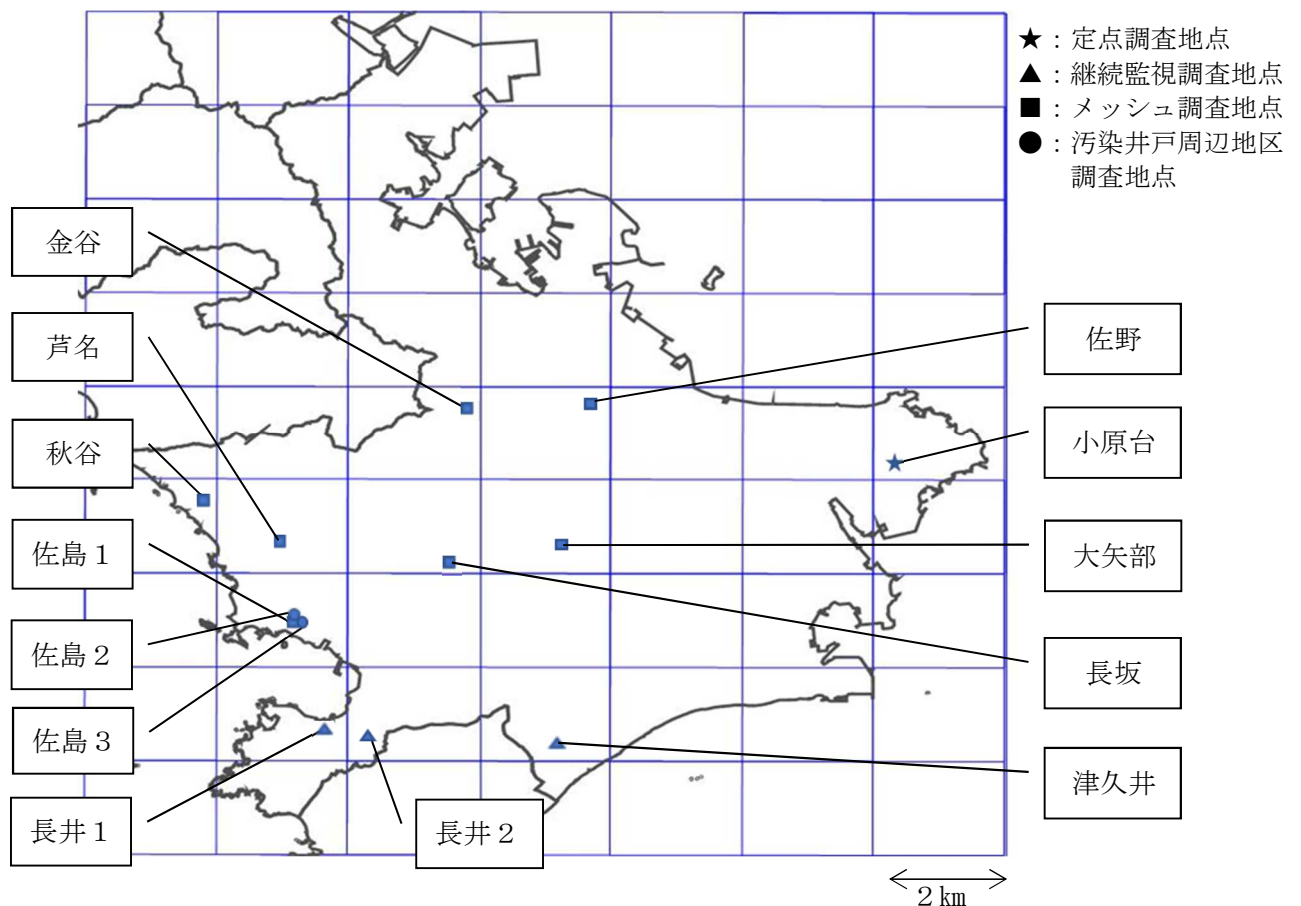 ★：定点調査地点
▲：継続監視調査地点
■：メッシュ調査地点
●：汚染井戸周辺地区
調査地点
金谷
芦名
秋谷
佐島１
佐島２
佐島３
長井１
長井２
佐野
小原台
大矢部
長坂
津久井
２㎞